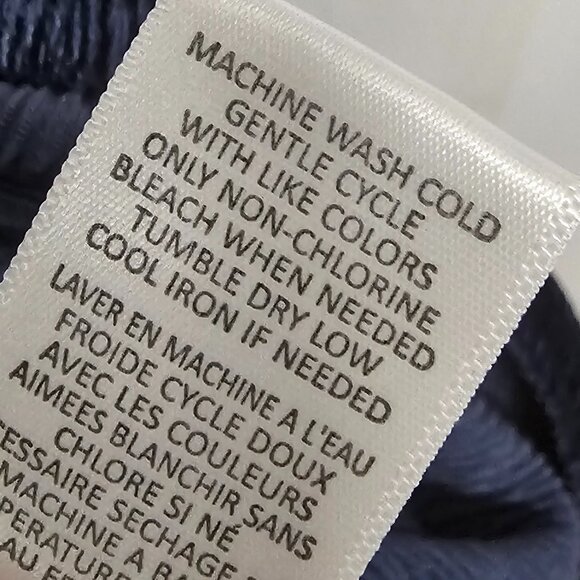 MACHINE WASH COLD
GENTLE CYCLE
WITH LIKE COLORS
ONLY NON-CHLORINE
BLEACH WHEN NEEDED
TUMBLE DRY LOW
COOL IRON IF NEEDED
LAVER EN MACHINE A L'EAU
FROIDE CYCLE DOUX
AVEC LES COULEURS
AIMEES BLANCHIR SANS
CHLORE SI NÉ
SECHAGE
MACHINE A
AU